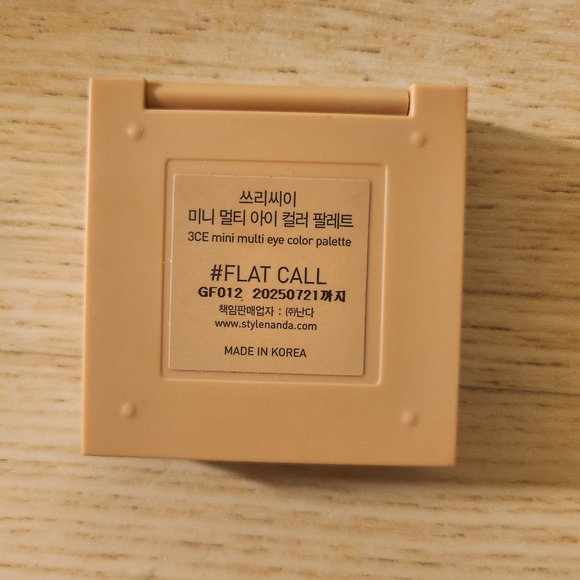 쓰리씨이
미니 멀티 아이 컬러 팔레트
3CE mini multi eye color palette
#FLAT CALL
GF012 20250721까지
책임판매업자 : ㈜난다
www.stylenanda.com
MADE IN KOREA